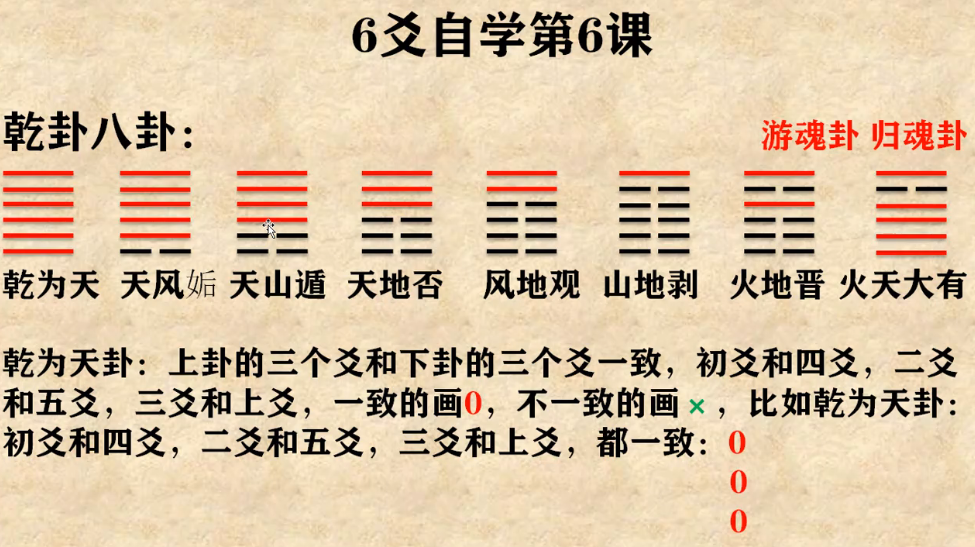 6爻自学第6课
乾卦八卦：
游魂卦 归魂卦
乾为天 天风姤 天山遁 天地否 风地观 山地剥 火地晋 火天大有
乾为天卦：上卦的三个爻和下卦的三个爻一致，初爻和四爻，二爻
和五爻，三爻和上爻，一致的画0，不一致的画×，比如乾为天卦：
初爻和四爻，二爻和五爻，三爻和上爻，都一致：0
0
0